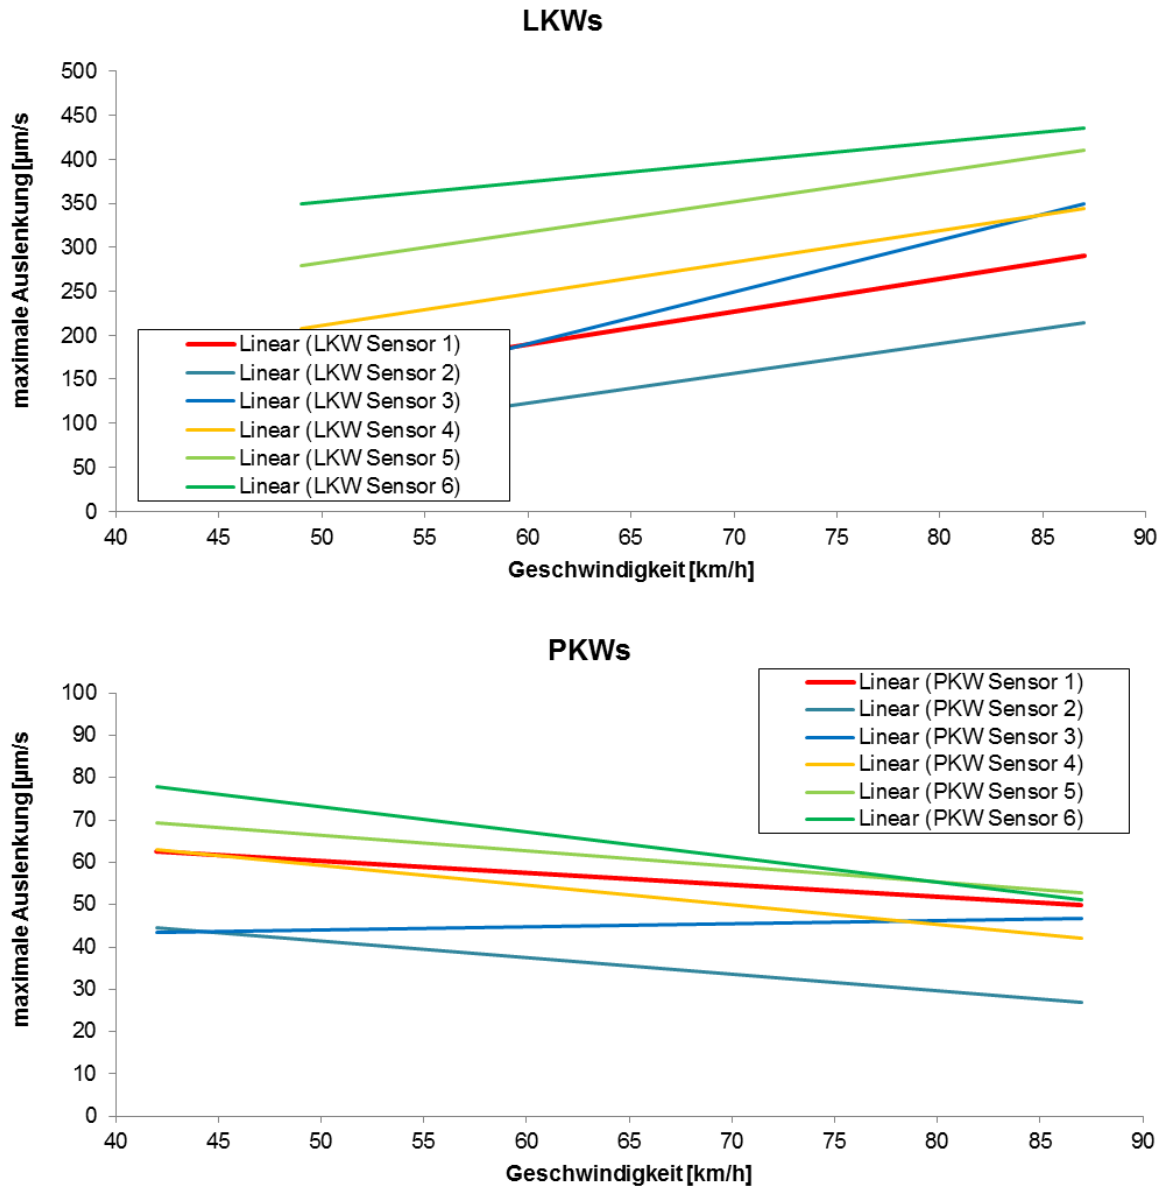 LKWs
maximale Auslenkung [µm/s
500
450
400
350
300
250
200
150
100
50
0
Linear (LKW Sensor 1)
Linear (LKW Sensor 2)
Linear (LKW Sensor 3)
Linear (LKW Sensor 4)
Linear (LKW Sensor 5)
Linear (LKW Sensor 6)
40 45 50 55 60 65 70 75 80 85 90
Geschwindigkeit [km/h]
PKWs
maximale Auslenkung [µm/s
100
90
80
70
60
50
40
30
20
10
0
Linear (PKW Sensor 1)
Linear (PKW Sensor 2)
Linear (PKW Sensor 3)
Linear (PKW Sensor 4)
Linear (PKW Sensor 5)
Linear (PKW Sensor 6)
40 45 50 55 60 65 70 75 80 85 90
Geschwindigkeit [km/h]